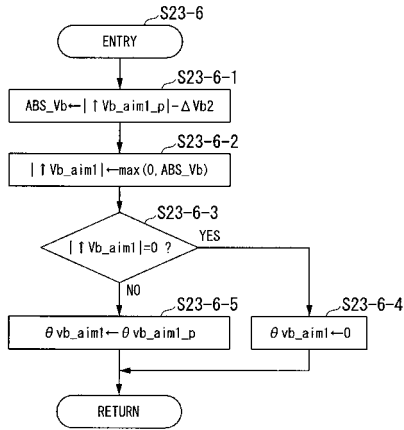 S23-6
ENTRY
S23-6-1
ABS_Vb←|↑Vb_aim1_p|-ΔVb2
S23-6-2
|↑Vb_aim1|←max(0,ABS_Vb)
S23-6-3
|↑Vb_aim1|=0 ?
YES
NO
S23-6-5
S23-6-4
θvb_aim1←θvb_aim1_p
θvb_aim1←0
RETURN